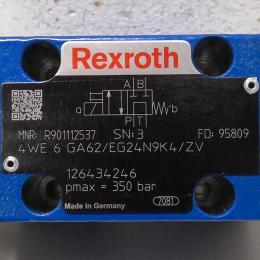 Rexroth
A B
a b
P T
MNR: R901112537 SN: 3 FD: 95809
4WE 6 GA62/EG24N9K4/ZV
126434246
pmax = 350 bar
Made in Germany 7081